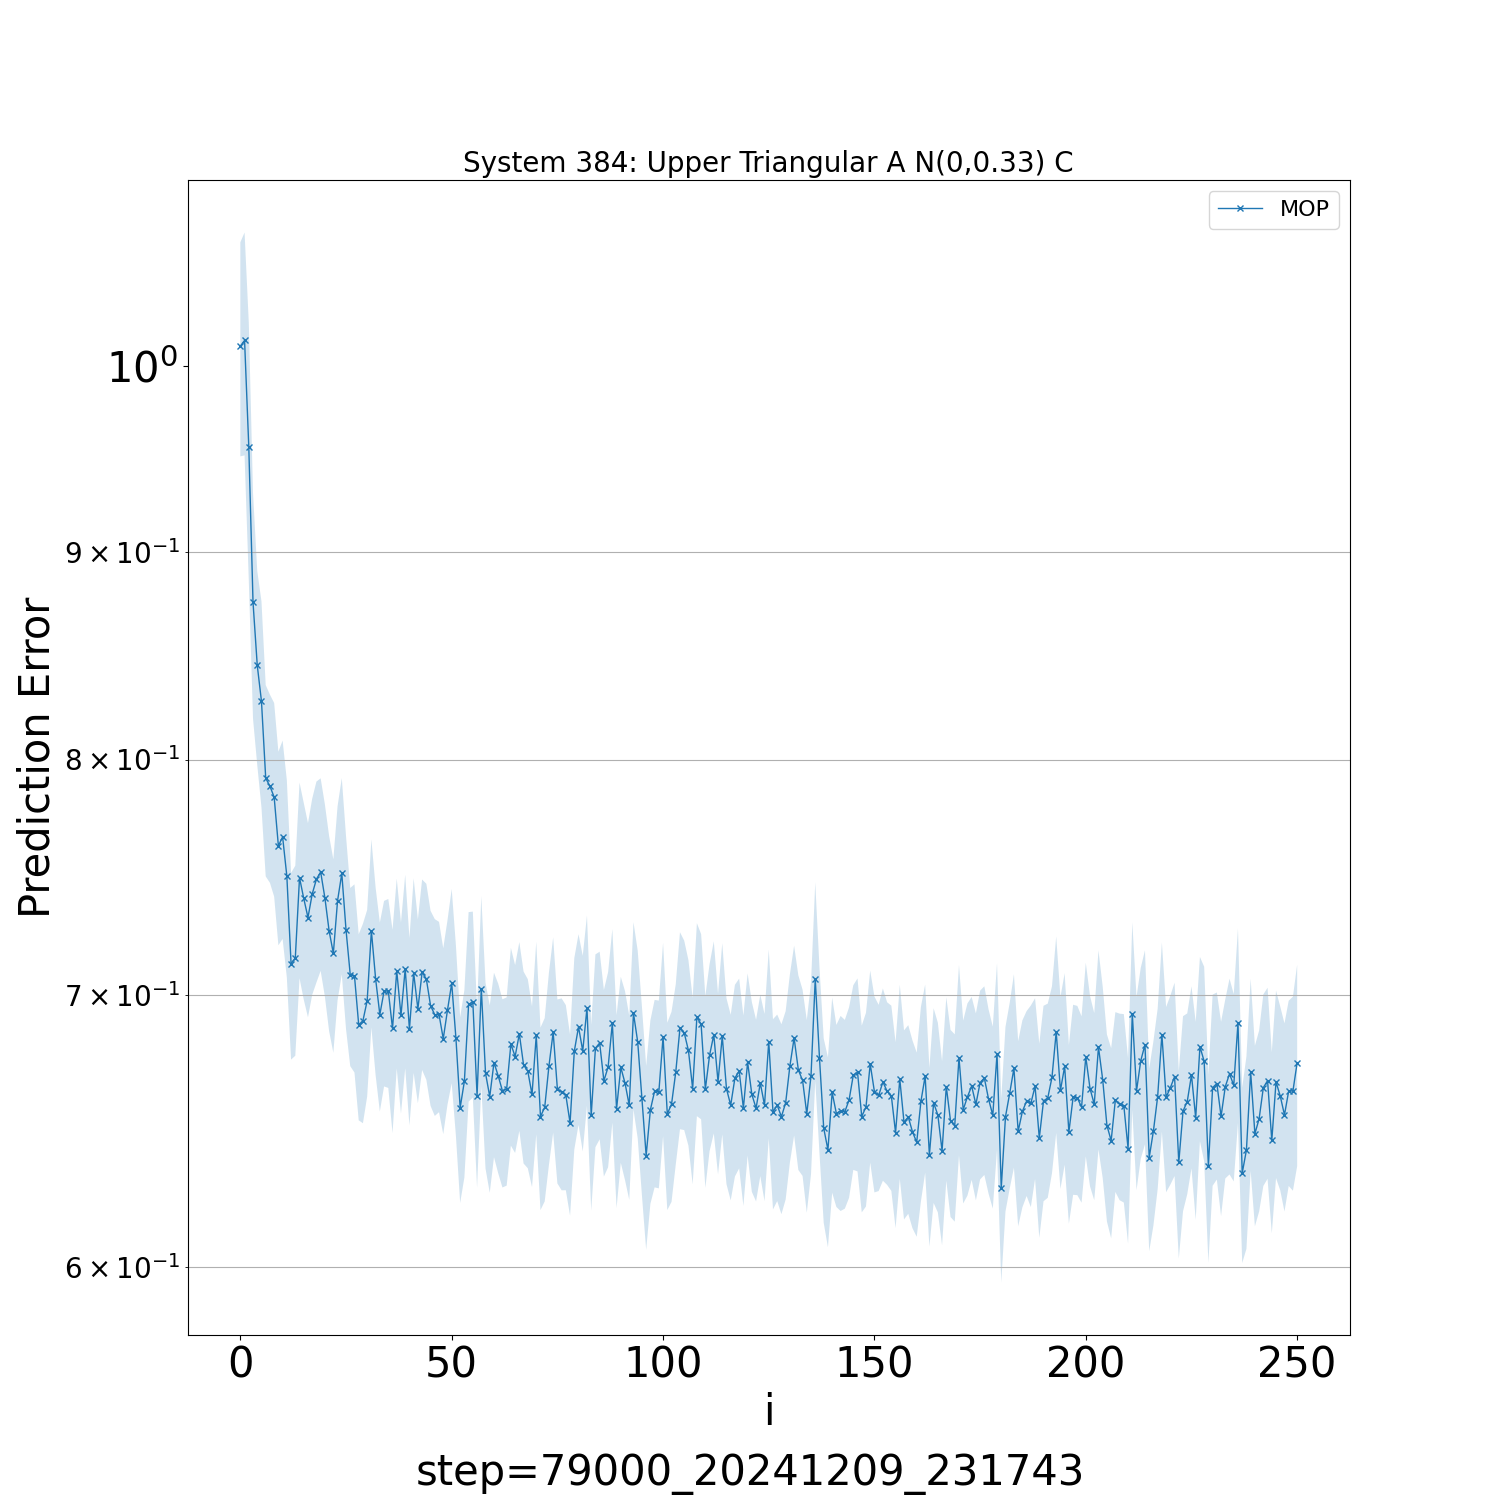 System 384: Upper Triangular A N(0,0.33) C
MOP
10⁰
9 × 10⁻¹
8 × 10⁻¹
7 × 10⁻¹
6 × 10⁻¹
Prediction Error
0 50 100 150 200 250
i
step=79000_20241209_231743